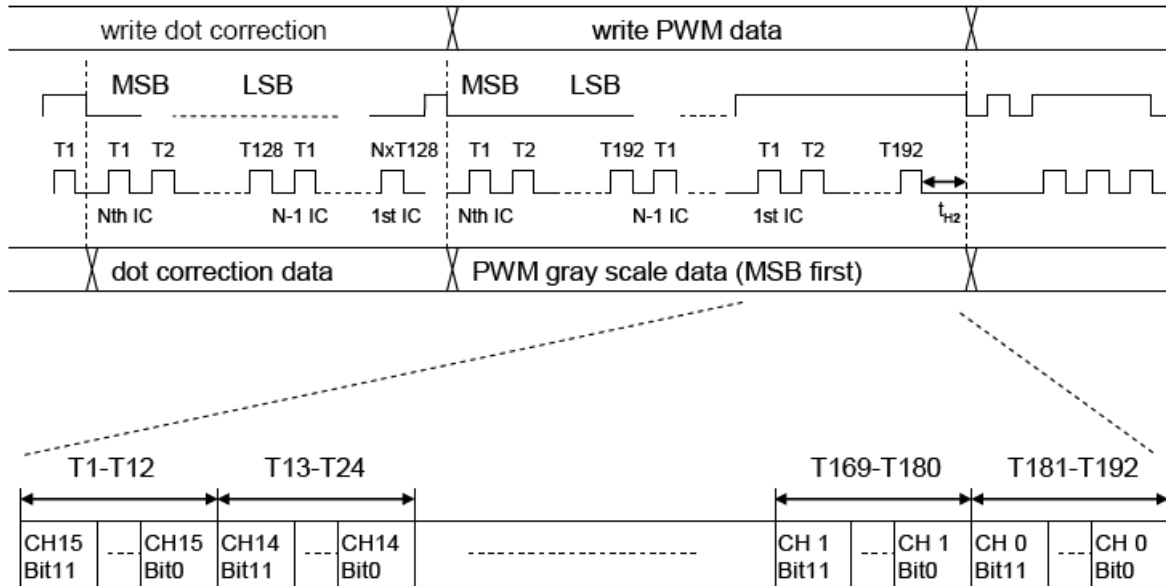 write dot correction write PWM data
MSB LSB MSB LSB
T1 T1 T2 T128 T1 NxT128 T1 T2 T192 T1 T1 T2 T192
Nth IC N-1 IC 1st IC Nth IC N-1 IC 1st IC tH2
dot correction data PWM gray scale data (MSB first)
T1-T12 T13-T24 T169-T180 T181-T192
CH15 CH15 CH14 CH14 CH 1 CH 1 CH 0 CH 0
Bit11 Bit0 Bit11 Bit0 Bit11 Bit0 Bit11 Bit0